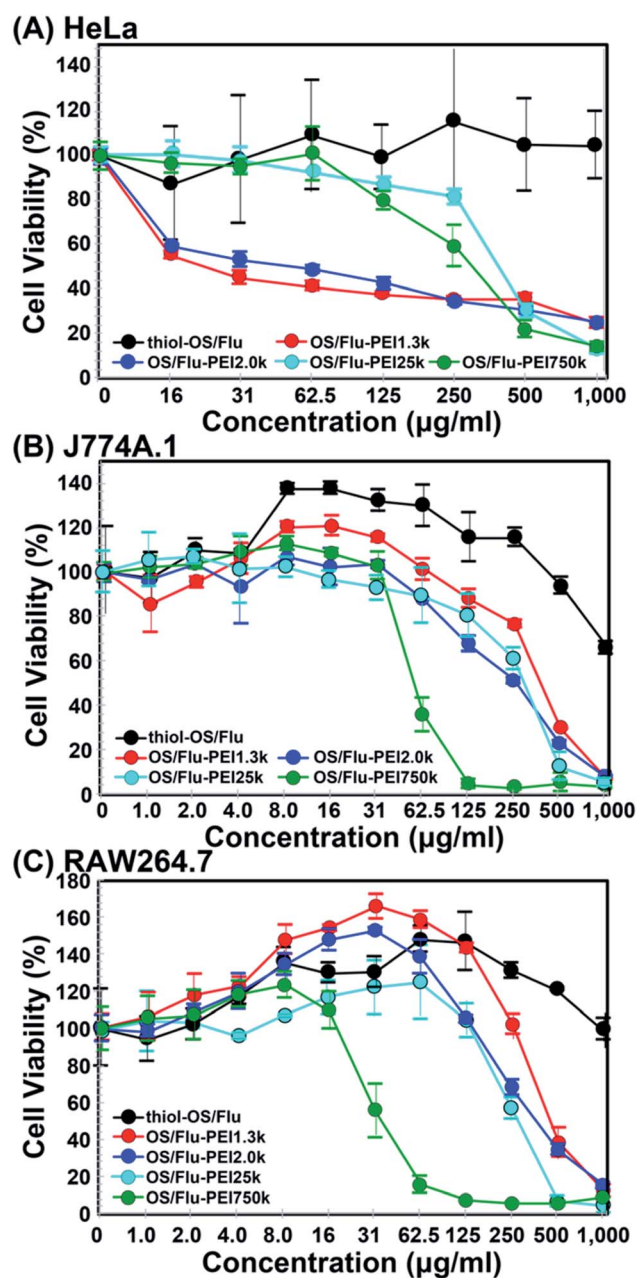 (A) HeLa
140
120
100
80
60
40
20
0
Cell Viability (%)
thiol-OS/Flu OS/Flu-PEI1.3k
OS/Flu-PEI2.0k OS/Flu-PEI25k OS/Flu-PEI750k
0 16 31 62.5 125 250 500 1,000
Concentration (µg/ml)
(B) J774A.1
140
120
100
80
60
40
20
0
Cell Viability (%)
thiol-OS/Flu
OS/Flu-PEI1.3k OS/Flu-PEI2.0k
OS/Flu-PEI25k OS/Flu-PEI750k
0 1.0 2.0 4.0 8.0 16 31 62.5 125 250 500 1,000
Concentration (µg/ml)
(C) RAW264.7
180
160
140
120
100
80
60
40
20
0
Cell Viability (%)
thiol-OS/Flu
OS/Flu-PEI1.3k
OS/Flu-PEI2.0k
OS/Flu-PEI25k
OS/Flu-PEI750k
0 1.0 2.0 4.0 8.0 16 31 62.5 125 250 500 1,000
Concentration (µg/ml)